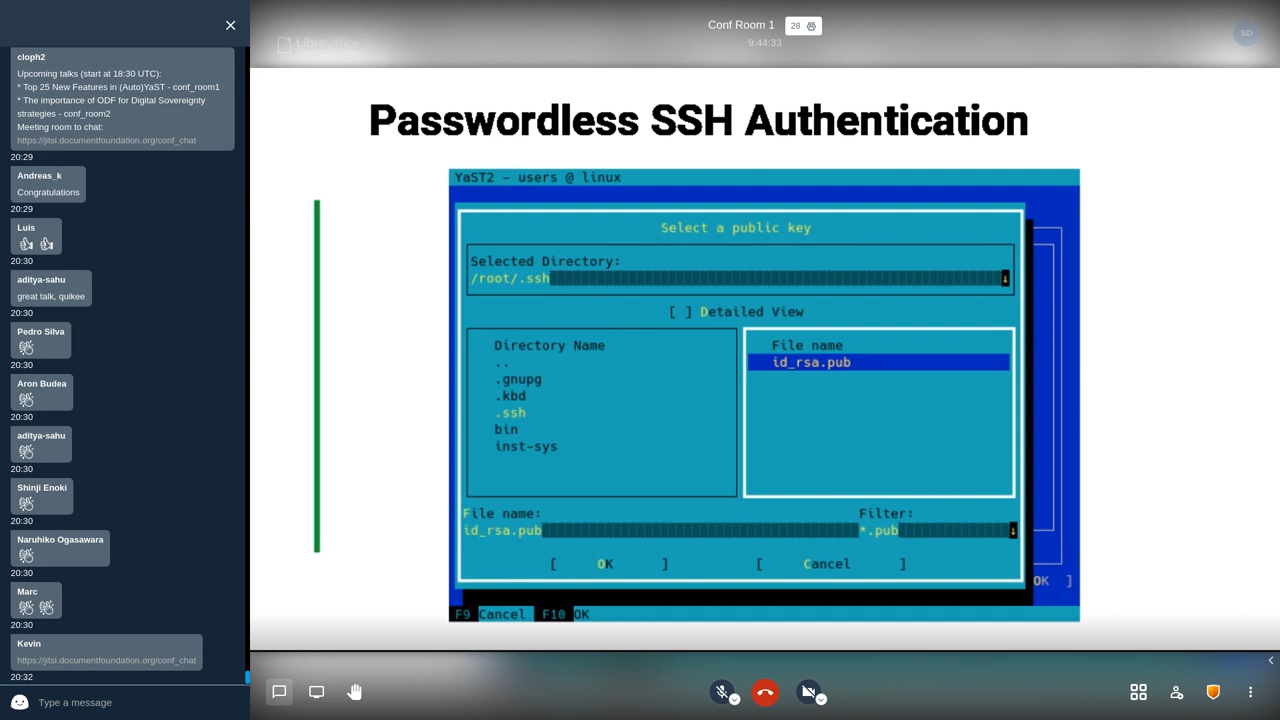 cloph2
Upcoming talks (start at 18:30 UTC):
* Top 25 New Features in (Auto)YaST - conf_room1
* The importance of ODF for Digital Sovereignty
strategies - conf_room2
Meeting room to chat:
https://jitsi.documentfoundation.org/conf_chat
20:29
Andreas_k
Congratulations
20:29
Luis
20:30
aditya-sahu
great talk, quikee
20:30
Pedro Silva
20:30
Aron Budea
20:30
aditya-sahu
20:30
Shinji Enoki
20:30
Naruhiko Ogasawara
20:30
Marc
20:30
Kevin
https://jitsi.documentfoundation.org/conf_chat
20:32
Type a message
Conf Room 1 28
9:44:33
LibreOffice
SD
Passwordless SSH Authentication
YaST2 - users @ linux
Select a public key
Selected Directory:
/root/.ssh
[ ] Detailed View
Directory Name
..
.gnupg
.kbd
.ssh
bin
inst-sys
File name
id_rsa.pub
File name: Filter:
id_rsa.pub *.pub
[ OK ] [ Cancel ]
OK ]
F9 Cancel F10 OK